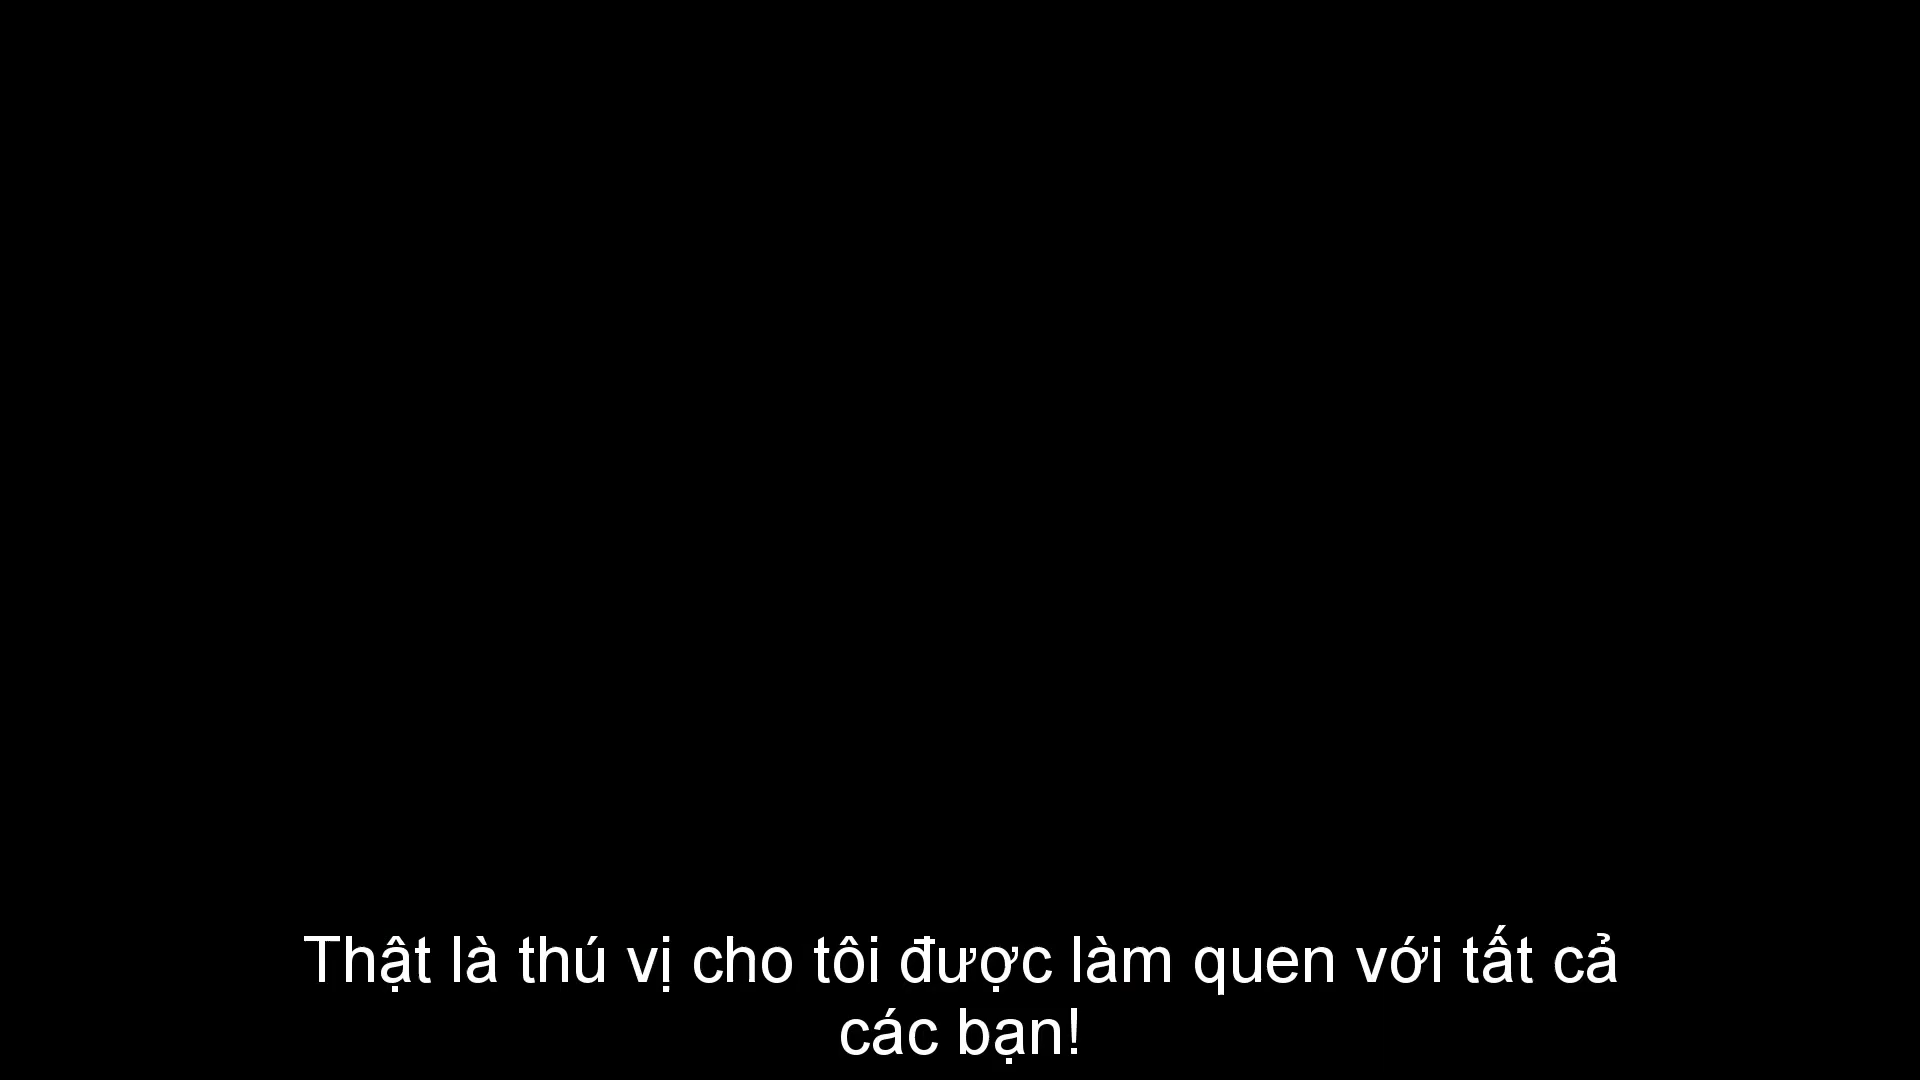 Thật là thú vị cho tôi được làm quen với tất cả
các bạn!